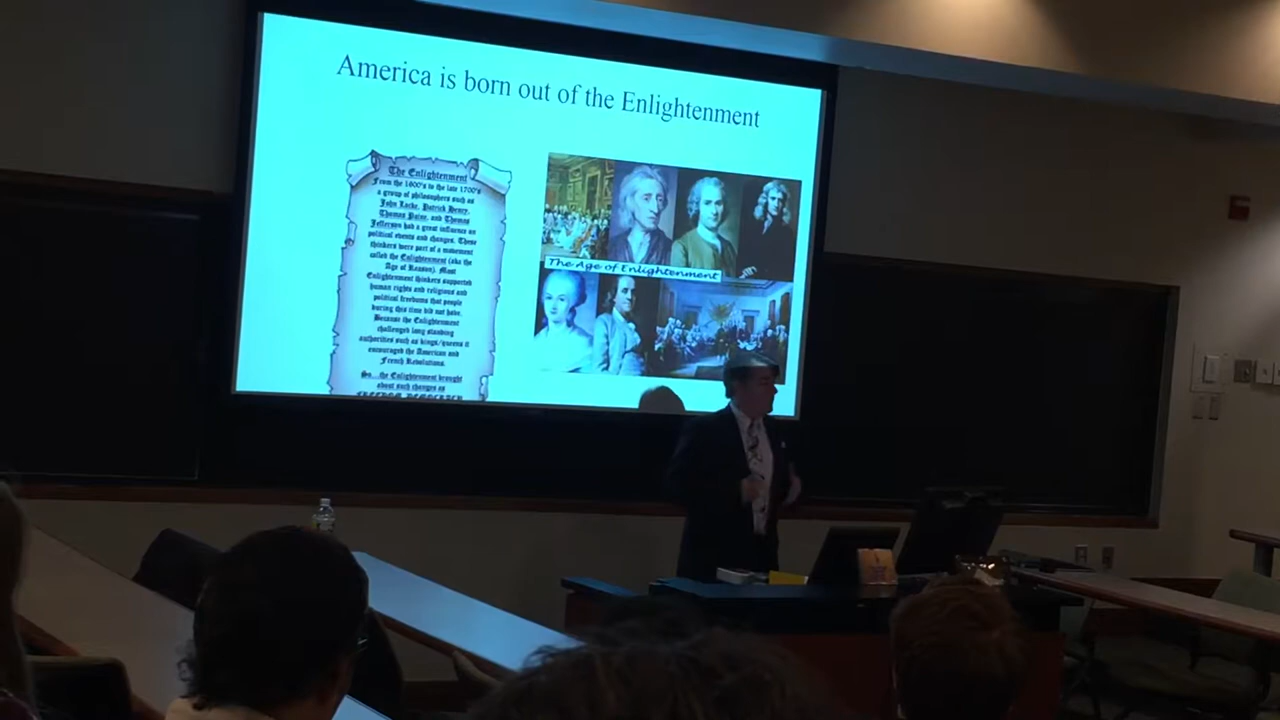 America is born out of the Enlightenment
The Enlightenment
From the 1600's to the late 1700's
a group of philosophers such as
John Locke, Patrick Henry,
Thomas Paine, and Thomas
Jefferson had a great influence on
political events and changes. These
thinkers were part of a movement
called the Enlightenment (aka the
Age of Reason). Most
Enlightenment thinkers supported
human rights and religious and
political freedoms that people
during this time did not have.
Because the Enlightenment
challenged long standing
authorities such as kings/queens it
encouraged the American and
French Revolutions.
So...the Enlightenment brought
about such changes as
FREEDOM, DEMOCRACY,
The Age of Enlightenment